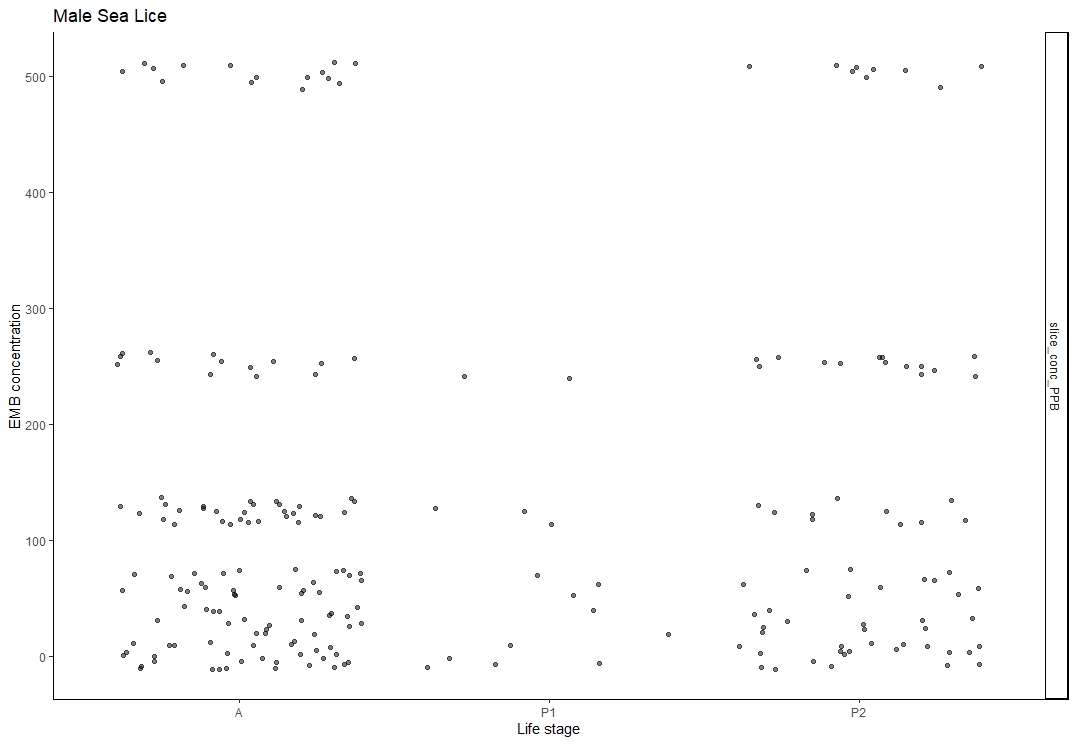 Male Sea Lice
500
400
300
200
100
0
EMB concentration
A
P1
P2
Life stage
slice_conc_PPB